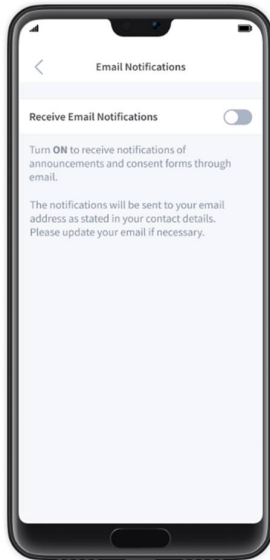 Email Notifications
Receive Email Notifications
Turn ON to receive notifications of
announcements and consent forms through
email.
The notifications will be sent to your email
address as stated in your contact details.
Please update your email if necessary.